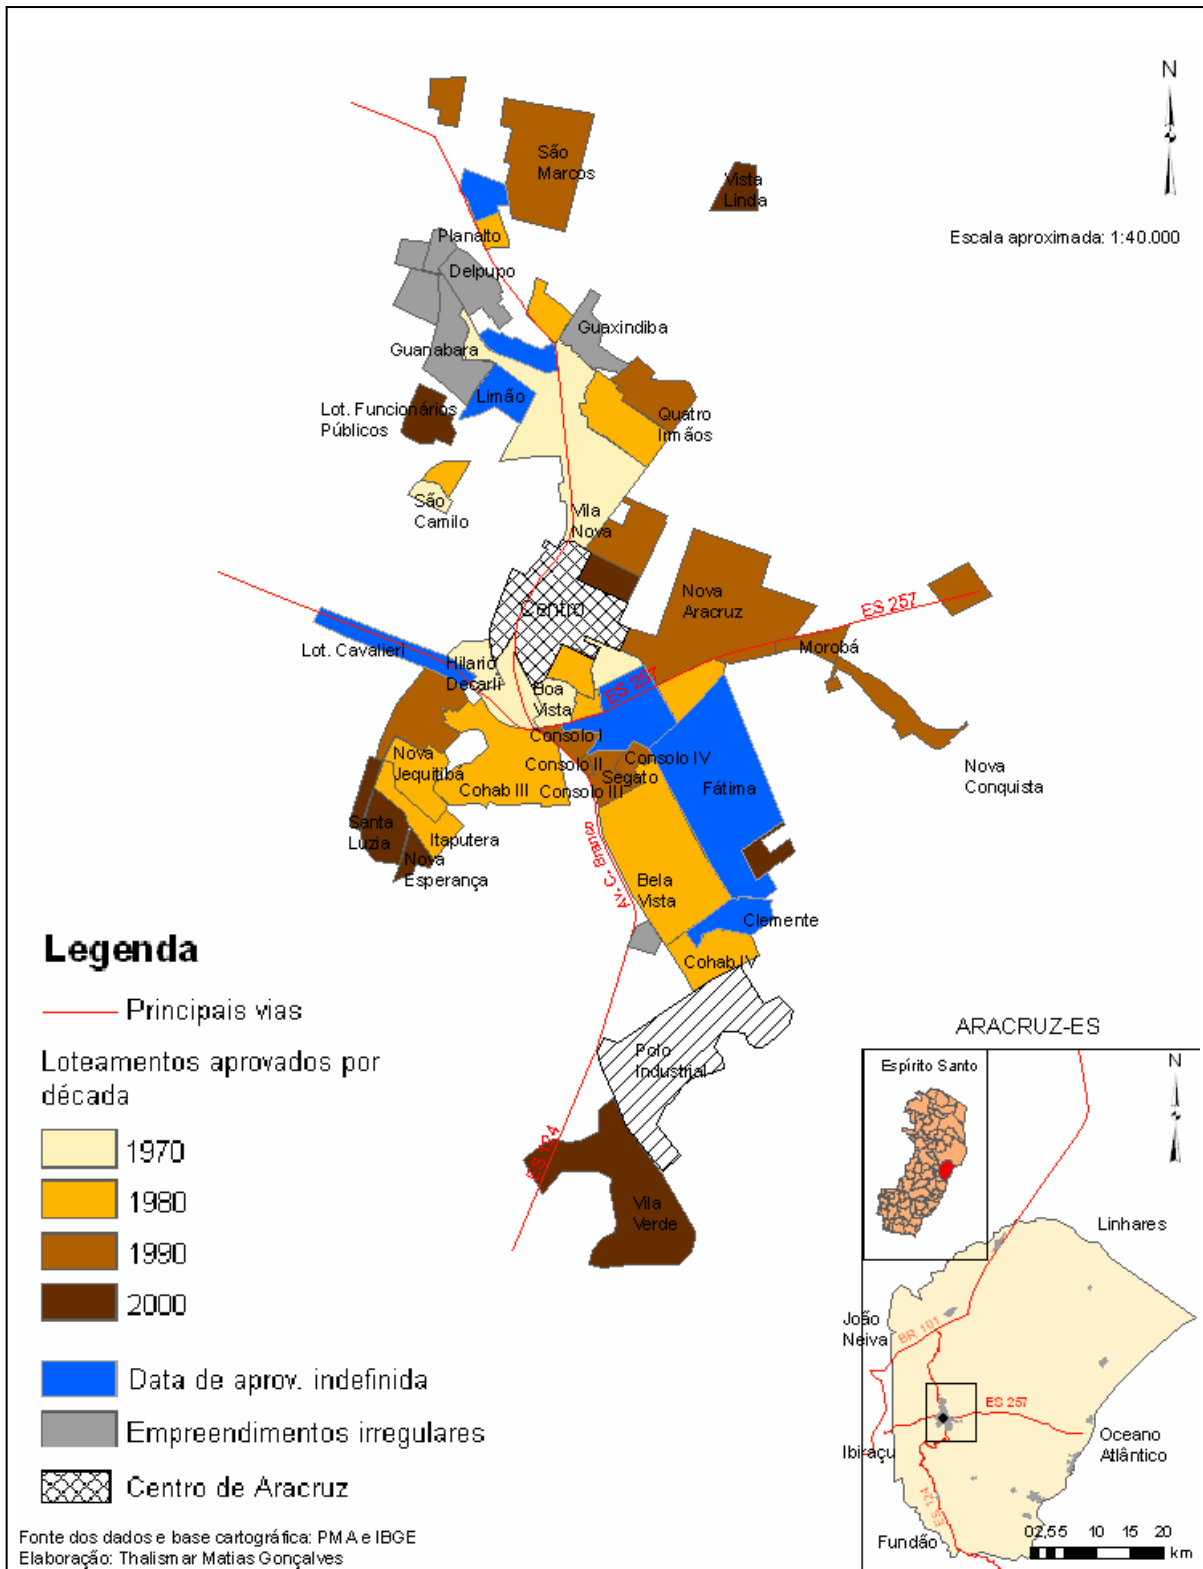 N
São
Marcos
Vista
Linda
Escala aproximada: 1:40.000
Planalto
Delpupo
Guaxindiba
Guanabara
Limão
Lot. Funcionários
Públicos
Quatro
Irmãos
São
Camilo
Vila
Nova
Centro
Nova
Aracruz
ES 257
Morobá
Lot. Cavalieri
Hilario
Decarli
Boa
Vista
ES 257
Consolo I
Consolo II
Consolo III
Consolo IV
Segato
Nova
Jequitibá
Cohab III
Fátima
Nova
Conquista
Santa
Luzia
Itaputera
Nova
Esperança
AV. C. Branco
Bela
Vista
Clemente
Cohab IV
Polo
Industrial
ES 124
Vila
Verde
Legenda
Principais vias
Loteamentos aprovados por
década
1970
1980
1990
2000
Data de aprov. indefinida
Empreendimentos irregulares
Centro de Aracruz
Fonte dos dados e base cartográfica: PMA e IBGE
Elaboração: Thalismar Matias Gonçalves
ARACRUZ-ES
Espírito Santo
N
Linhares
João
Neiva
BR 101
ES 257
Ibiraçu
Oceano
Atlântico
ES 124
Fundão
0 2,5 5 10 15 20
km